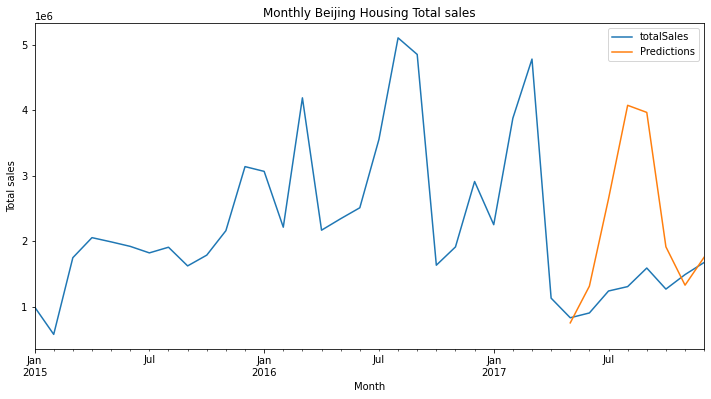 Monthly Beijing Housing Total sales
1e6
totalSales
Predictions
5
4
3
2
1
Total sales
Jan
2015
Jul
Jan
2016
Jul
Jan
2017
Jul
Month